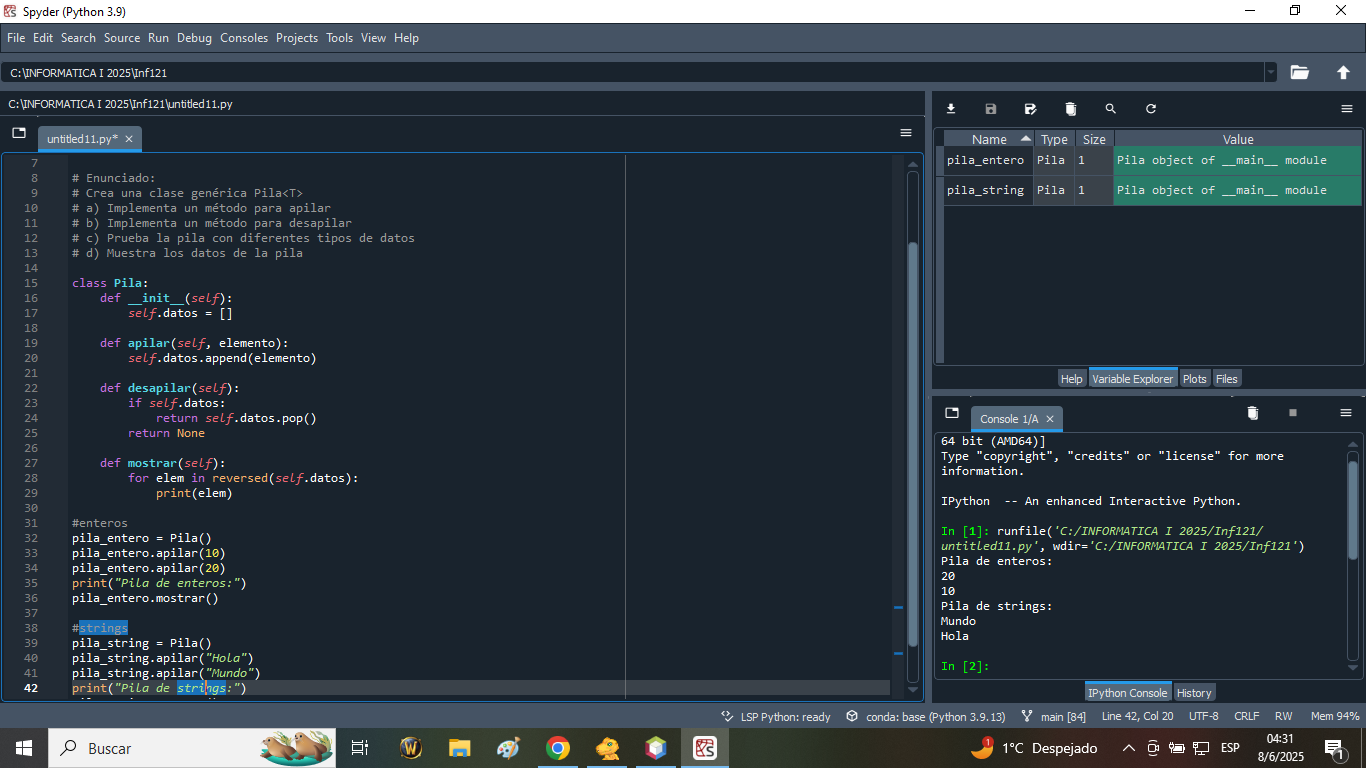 Spyder (Python 3.9)
File Edit Search Source Run Debug Consoles Projects Tools View Help
C:\INFORMATICA I 2025\Inf121
C:\INFORMATICA I 2025\Inf121\untitled11.py
untitled11.py*
7
8 # Enunciado:
9 # Crea una clase genérica Pila<T>
10 # a) Implementa un método para apilar
11 # b) Implementa un método para desapilar
12 # c) Prueba la pila con diferentes tipos de datos
13 # d) Muestra los datos de la pila
14
15 class Pila:
16     def __init__(self):
17         self.datos = []
18
19     def apilar(self, elemento):
20         self.datos.append(elemento)
21
22     def desapilar(self):
23         if self.datos:
24             return self.datos.pop()
25         return None
26
27     def mostrar(self):
28         for elem in reversed(self.datos):
29             print(elem)
30
31 #enteros
32 pila_entero = Pila()
33 pila_entero.apilar(10)
34 pila_entero.apilar(20)
35 print("Pila de enteros:")
36 pila_entero.mostrar()
37
38 #strings
39 pila_string = Pila()
40 pila_string.apilar("Hola")
41 pila_string.apilar("Mundo")
42 print("Pila de strings:")
Name Type Size Value
pila_entero Pila 1 Pila object of __main__ module
pila_string Pila 1 Pila object of __main__ module
Help Variable Explorer Plots Files
Console 1/A
64 bit (AMD64)]
Type "copyright", "credits" or "license" for more
information.
IPython  -- An enhanced Interactive Python.
In [1]: runfile('C:/INFORMATICA I 2025/Inf121/
untitled11.py', wdir='C:/INFORMATICA I 2025/Inf121')
Pila de enteros:
20
10
Pila de strings:
Mundo
Hola
In [2]:
IPython Console History
LSP Python: ready conda: base (Python 3.9.13) main [84] Line 42, Col 20 UTF-8 CRLF RW Mem 94%
Buscar
1 1°C Despejado ESP 04:31
8/6/2025 1